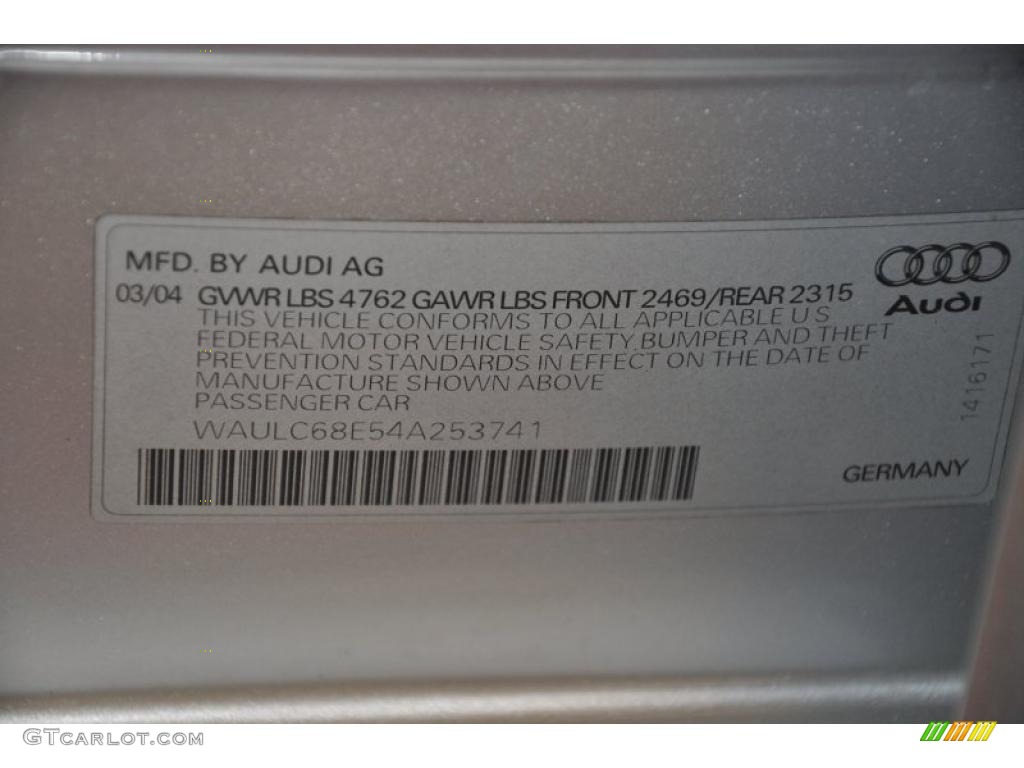 MFD. BY AUDI AG
03/04 GVWR LBS 4762 GAWR LBS FRONT 2469/REAR 2315
THIS VEHICLE CONFORMS TO ALL APPLICABLE U S
FEDERAL MOTOR VEHICLE SAFETY, BUMPER AND THEFT
PREVENTION STANDARDS IN EFFECT ON THE DATE OF
MANUFACTURE SHOWN ABOVE
PASSENGER CAR
WAULC68E54A253741
Audi
1416171
GERMANY
GTCARLOT.COM